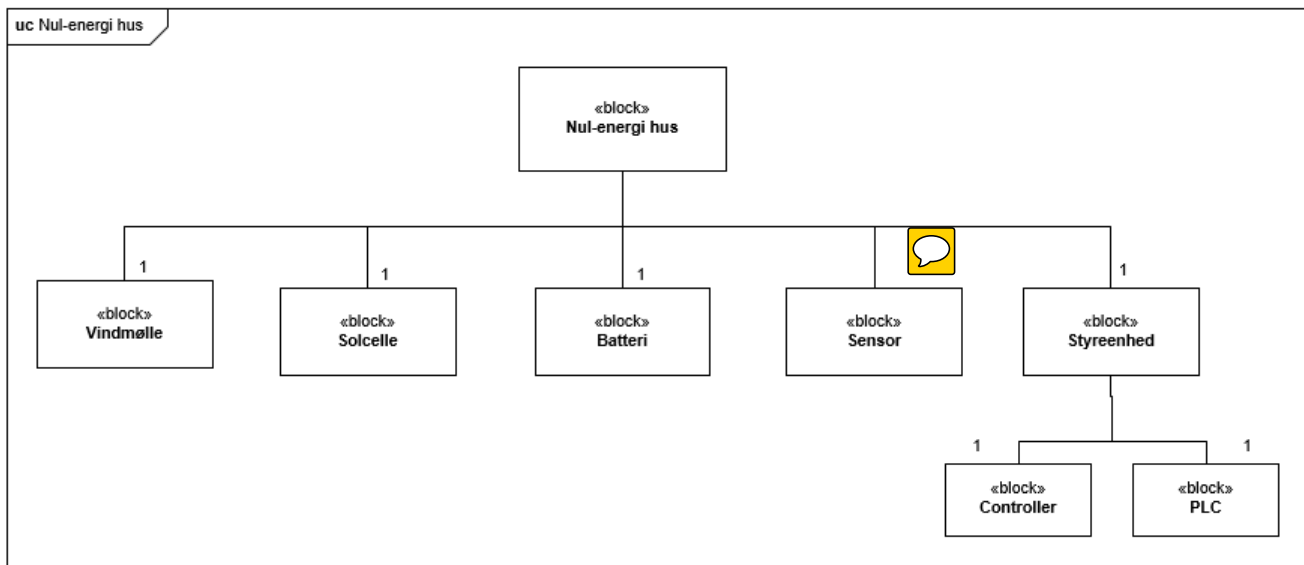 uc Nul-energi hus
«block»
Nul-energi hus
1
1
1
1
«block»
Vindmølle
«block»
Solcelle
«block»
Batteri
«block»
Sensor
«block»
Styreenhed
1
1
«block»
Controller
«block»
PLC